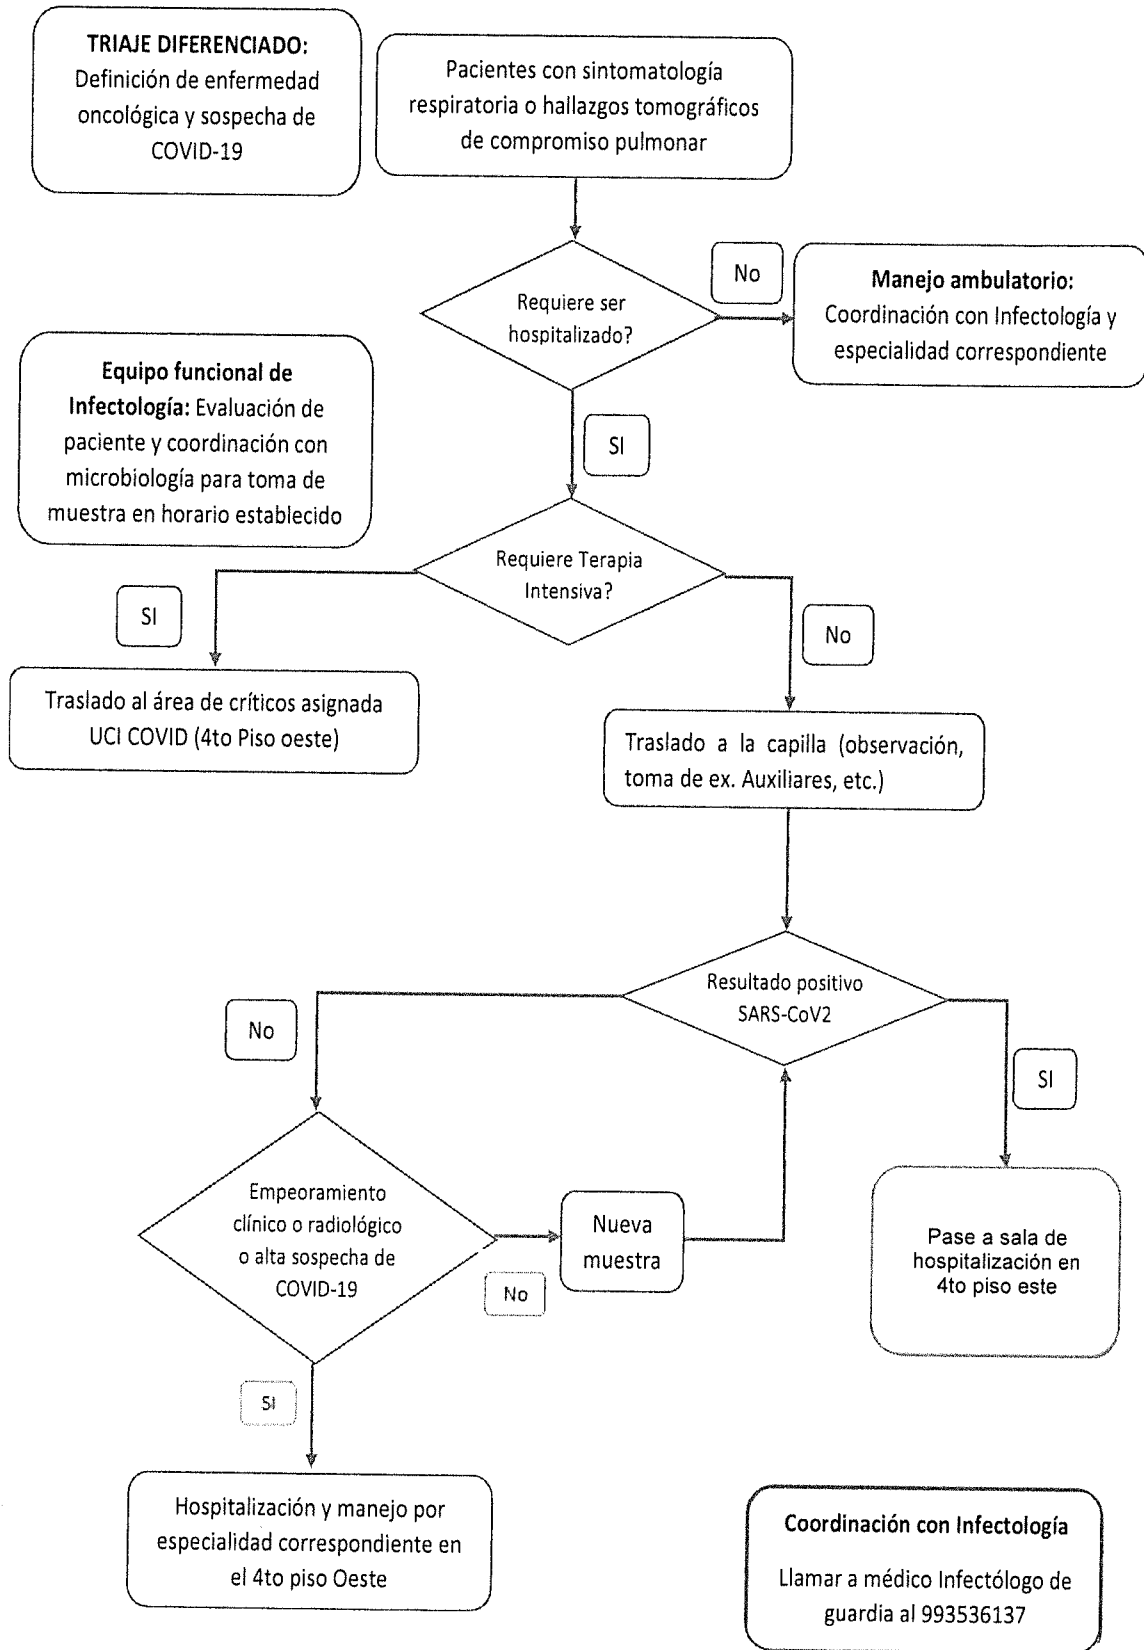 TRIAJE DIFERENCIADO:
Definición de enfermedad
oncológica y sospecha de
COVID-19
Pacientes con sintomatología
respiratoria o hallazgos tomográficos
de compromiso pulmonar
Requiere ser
hospitalizado?
No
Manejo ambulatorio:
Coordinación con Infectología y
especialidad correspondiente
Equipo funcional de
Infectología: Evaluación de
paciente y coordinación con
microbiología para toma de
muestra en horario establecido
SI
Requiere Terapia
Intensiva?
SI
No
Traslado al área de críticos asignada
UCI COVID (4to Piso oeste)
Traslado a la capilla (observación,
toma de ex. Auxiliares, etc.)
Resultado positivo
SARS-CoV2
No
SI
Empeoramiento
clínico o radiológico
o alta sospecha de
COVID-19
No
Nueva
muestra
Pase a sala de
hospitalización en
4to piso este
SI
Hospitalización y manejo por
especialidad correspondiente en
el 4to piso Oeste
Coordinación con Infectología
Llamar a médico Infectólogo de
guardia al 993536137